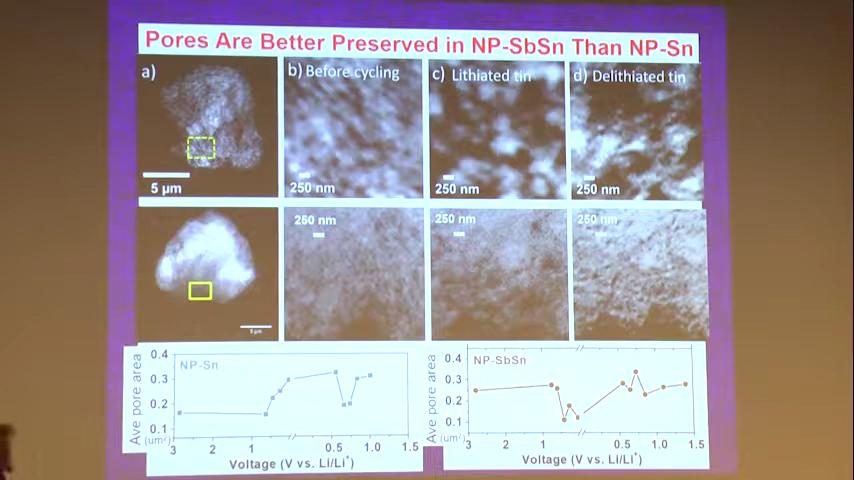 Pores Are Better Preserved in NP-SbSn Than NP-Sn
a)
b) Before cycling
c) Lithiated tin
d) Delithiated tin
5 µm
250 nm
250 nm
250 nm
5 µm
250 nm
250 nm
250 nm
Ave pore area
(um²)
NP-Sn
0.4
0.3
0.2
0.1
3 2 1 0.5 1.0 1.5
Voltage (V vs. Li/Li⁺)
Ave pore area
(um²)
NP-SbSn
0.4
0.3
0.2
0.1
3 2 1 0.5 1.0 1.5
Voltage (V vs. Li/Li⁺)